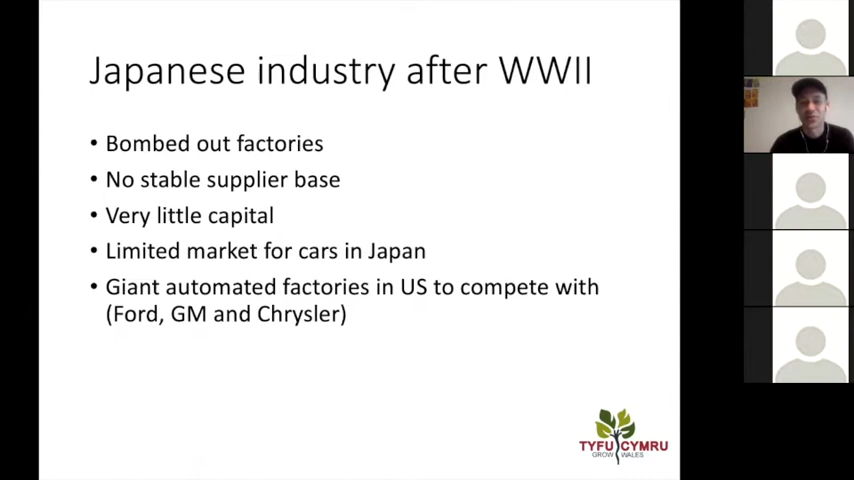 Japanese industry after WWII
• Bombed out factories
• No stable supplier base
• Very little capital
• Limited market for cars in Japan
• Giant automated factories in US to compete with
(Ford, GM and Chrysler)
TYFU CYMRU
GROW WALES